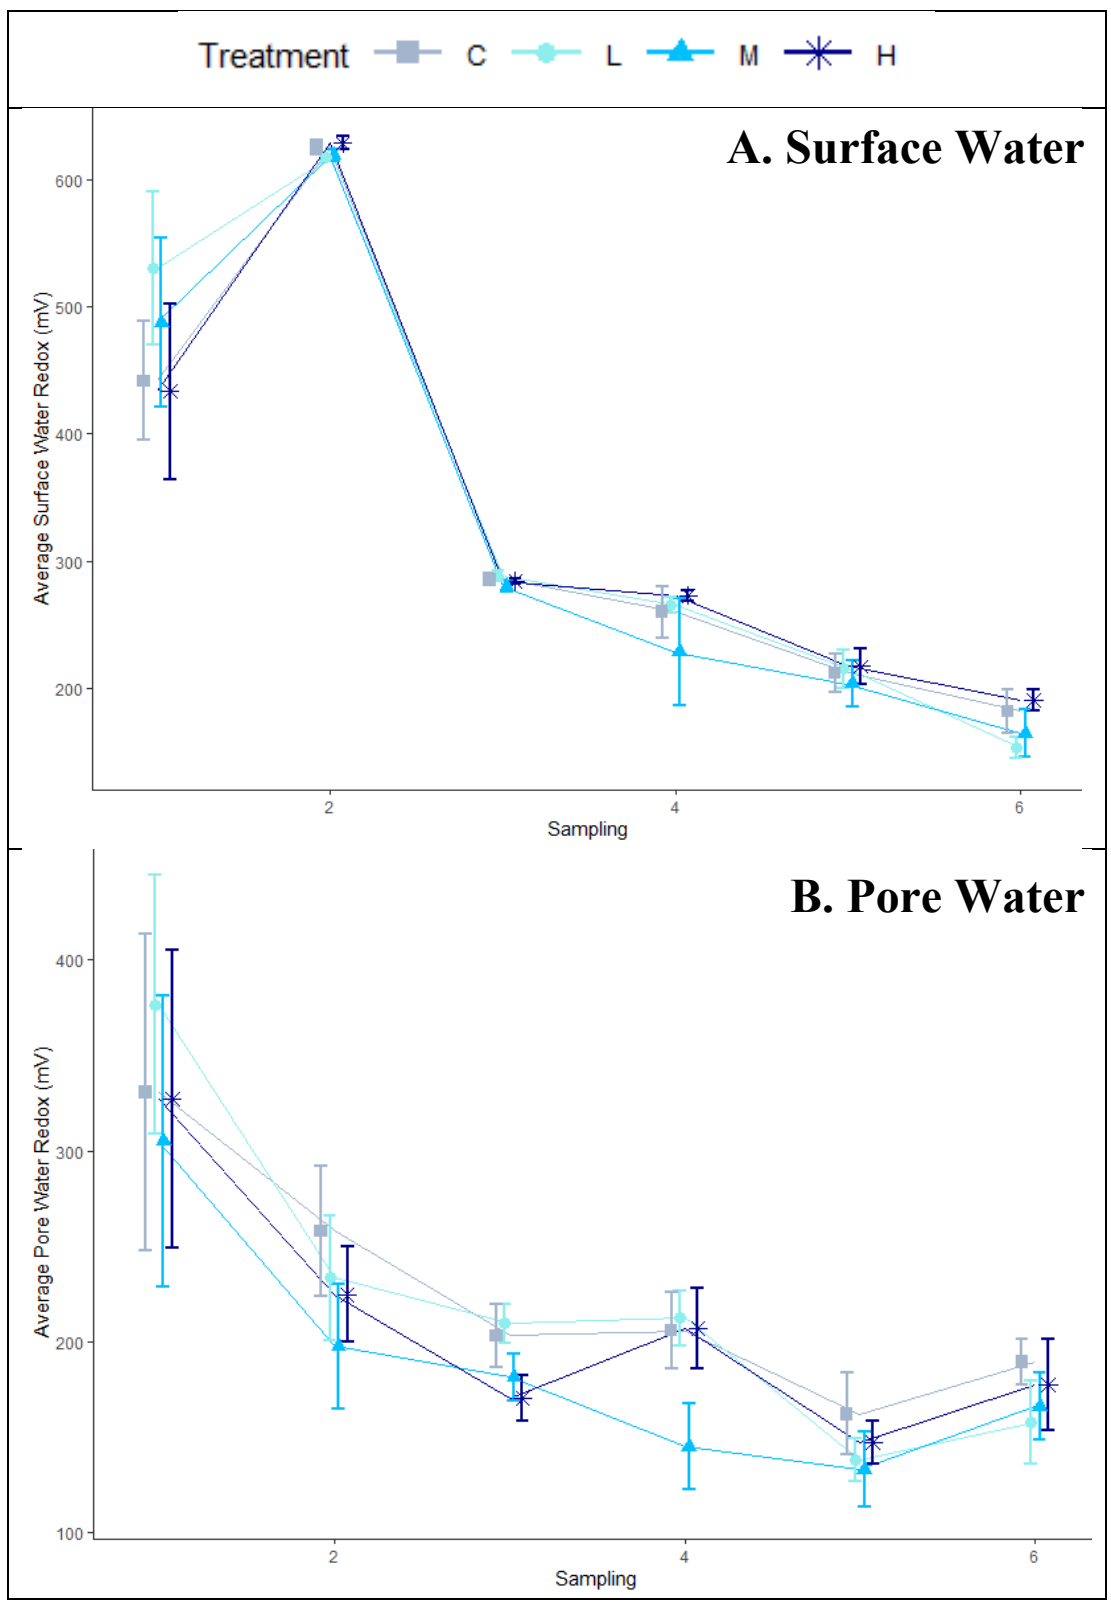 Treatment C L M H
A. Surface Water
Average Surface Water Redox (mV)
600
500
400
300
200
2 4 6
Sampling
B. Pore Water
Average Pore Water Redox (mV)
400
300
200
100
2 4 6
Sampling